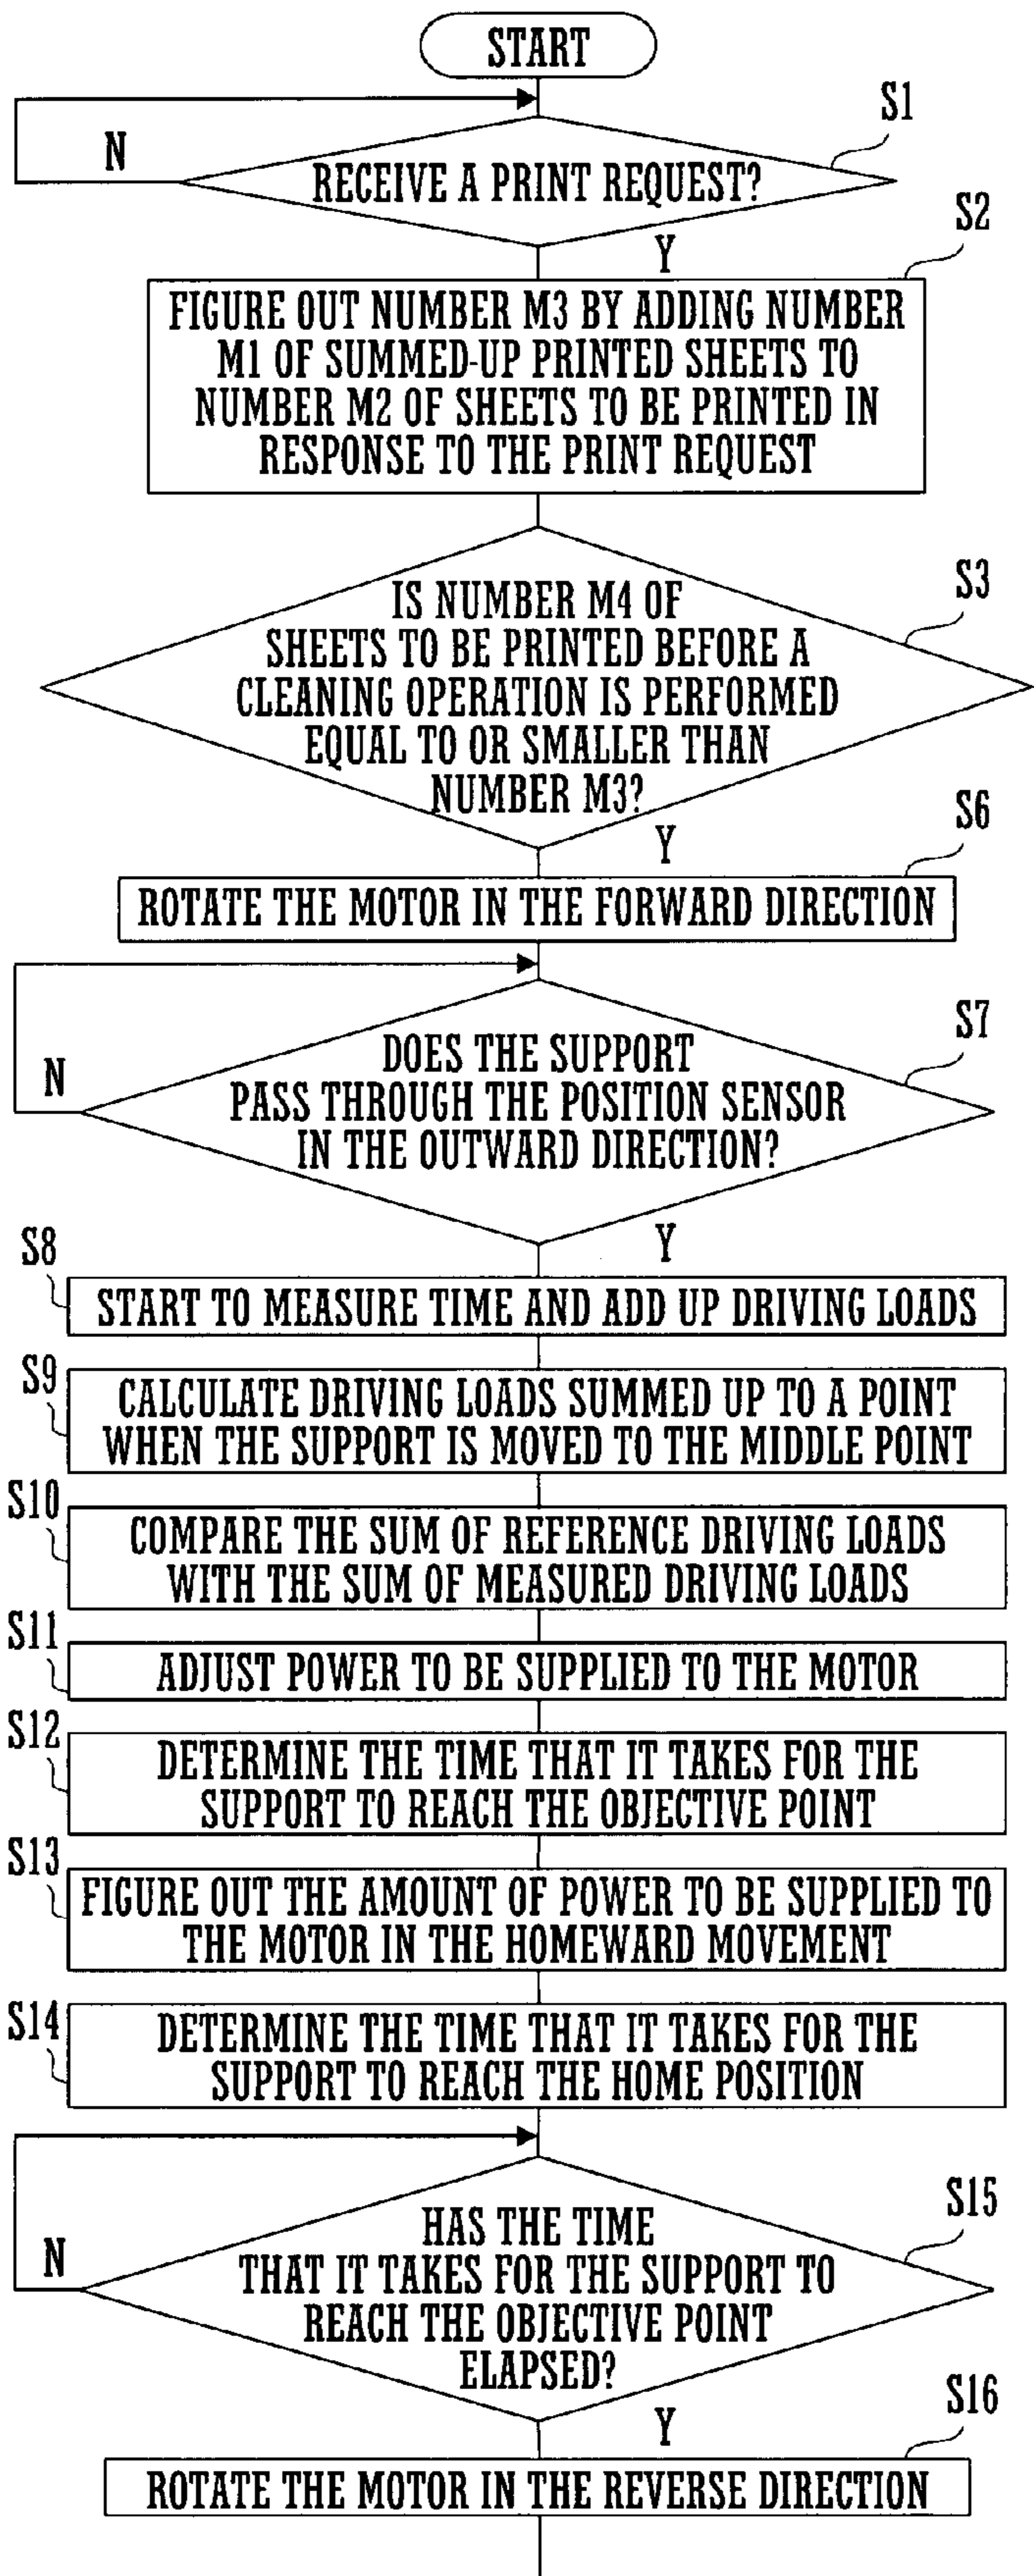 START
S1
N
RECEIVE A PRINT REQUEST?
Y
S2
FIGURE OUT NUMBER M3 BY ADDING NUMBER
M1 OF SUMMED-UP PRINTED SHEETS TO
NUMBER M2 OF SHEETS TO BE PRINTED IN
RESPONSE TO THE PRINT REQUEST
S3
IS NUMBER M4 OF
SHEETS TO BE PRINTED BEFORE A
CLEANING OPERATION IS PERFORMED
EQUAL TO OR SMALLER THAN
NUMBER M3?
Y
S6
ROTATE THE MOTOR IN THE FORWARD DIRECTION
S7
N
DOES THE SUPPORT
PASS THROUGH THE POSITION SENSOR
IN THE OUTWARD DIRECTION?
Y
S8
START TO MEASURE TIME AND ADD UP DRIVING LOADS
S9
CALCULATE DRIVING LOADS SUMMED UP TO A POINT
WHEN THE SUPPORT IS MOVED TO THE MIDDLE POINT
S10
COMPARE THE SUM OF REFERENCE DRIVING LOADS
WITH THE SUM OF MEASURED DRIVING LOADS
S11
ADJUST POWER TO BE SUPPLIED TO THE MOTOR
S12
DETERMINE THE TIME THAT IT TAKES FOR THE
SUPPORT TO REACH THE OBJECTIVE POINT
S13
FIGURE OUT THE AMOUNT OF POWER TO BE SUPPLIED TO
THE MOTOR IN THE HOMEWARD MOVEMENT
S14
DETERMINE THE TIME THAT IT TAKES FOR THE
SUPPORT TO REACH THE HOME POSITION
S15
N
HAS THE TIME
THAT IT TAKES FOR THE SUPPORT TO
REACH THE OBJECTIVE POINT
ELAPSED?
Y
S16
ROTATE THE MOTOR IN THE REVERSE DIRECTION